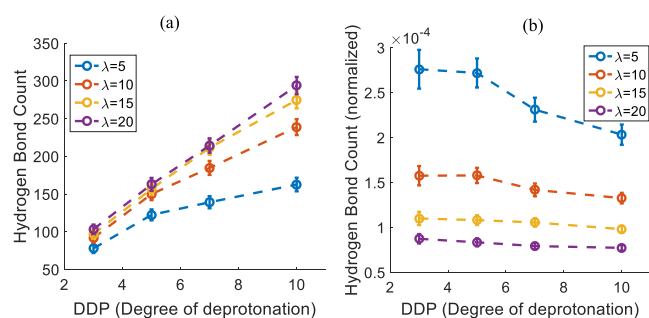 (a)
Hydrogen Bond Count
350
300
250
200
150
100
50
λ=5
λ=10
λ=15
λ=20
2
4
6
8
10
DDP (Degree of deprotonation)
(b)
×10⁻⁴
Hydrogen Bond Count (normalized)
3
2.5
2
1.5
1
0.5
λ=5
λ=10
λ=15
λ=20
2
4
6
8
10
DDP (Degree of deprotonation)